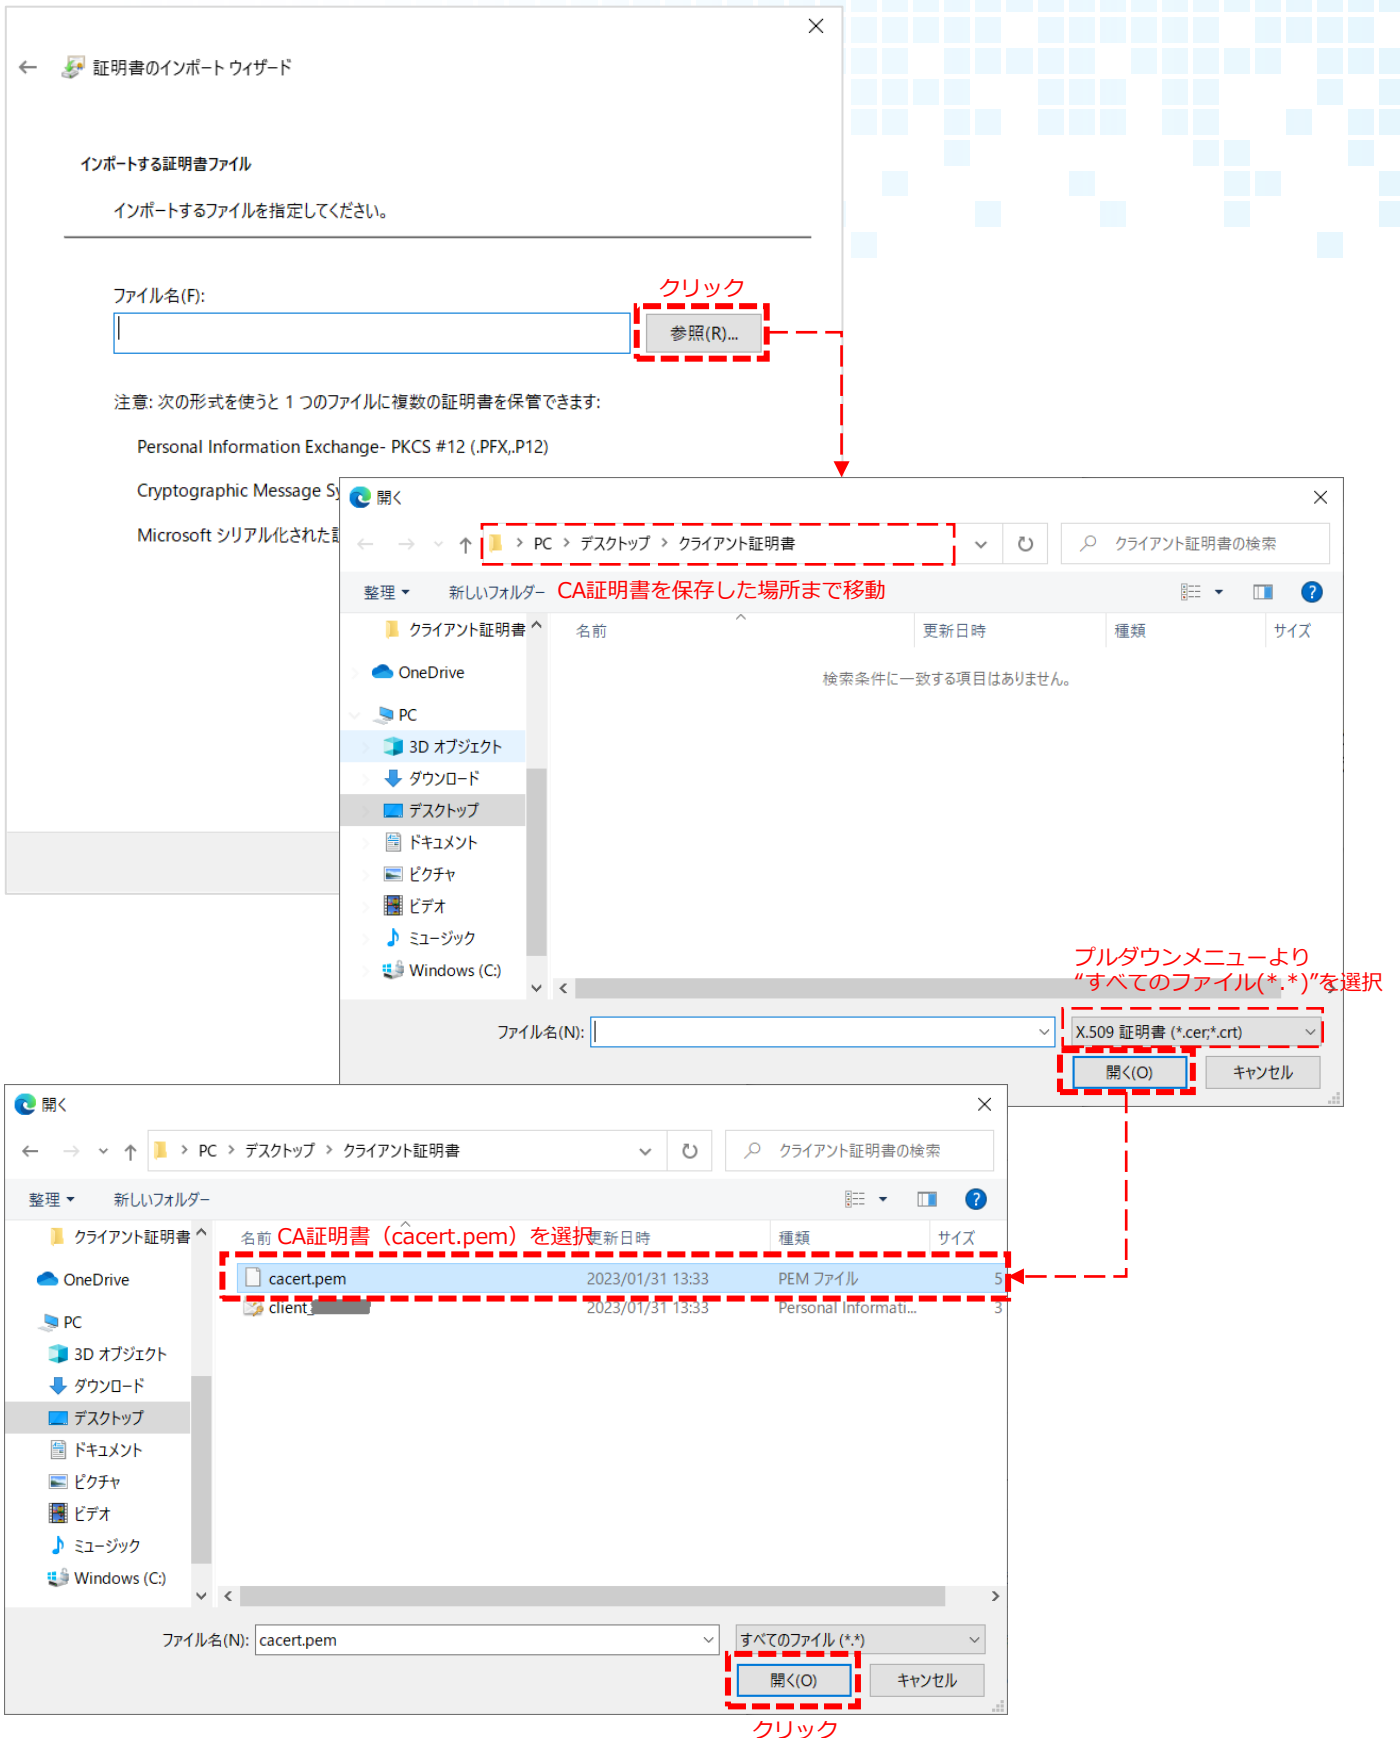 証明書のインポート ウィザード
インポートする証明書ファイル
インポートするファイルを指定してください。
クリック
ファイル名(F):
参照(R)...
注意: 次の形式を使うと 1 つのファイルに複数の証明書を保管できます:
Personal Information Exchange- PKCS #12 (.PFX,.P12)
Cryptographic Message Sy
Microsoft シリアル化された
開く
PC > デスクトップ > クライアント証明書
クライアント証明書の検索
整理 新しいフォルダー CA証明書を保存した場所まで移動
クライアント証明書 名前 更新日時 種類 サイズ
OneDrive
検索条件に一致する項目はありません。
PC
3D オブジェクト
ダウンロード
デスクトップ
ドキュメント
ピクチャ
ビデオ
ミュージック
Windows (C:)
プルダウンメニューより
“すべてのファイル(*.*)”を選択
ファイル名(N): X.509 証明書 (*.cer;*.crt)
開く(O) キャンセル
開く
PC > デスクトップ > クライアント証明書
クライアント証明書の検索
整理 新しいフォルダー
クライアント証明書 名前 CA証明書（cacert.pem）を選択 更新日時 種類 サイズ
OneDrive
cacert.pem 2023/01/31 13:33 PEM ファイル 5
client_ 2023/01/31 13:33 Personal Informati... 3
PC
3D オブジェクト
ダウンロード
デスクトップ
ドキュメント
ピクチャ
ビデオ
ミュージック
Windows (C:)
ファイル名(N): cacert.pem すべてのファイル (*.*)
開く(O) キャンセル
クリック